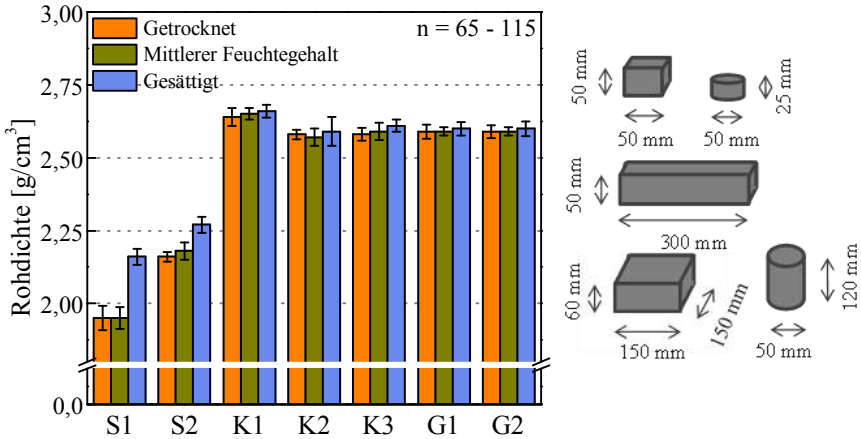 3,00
2,75
2,50
2,25
2,00
0,0
Rohdichte [g/cm³]
Getrocknet
Mittlerer Feuchtegehalt
Gesättigt
n = 65 - 115
S1 S2 K1 K2 K3 G1 G2
50 mm
50 mm
25 mm
50 mm
50 mm
300 mm
60 mm
150 mm
150 mm
120 mm
50 mm